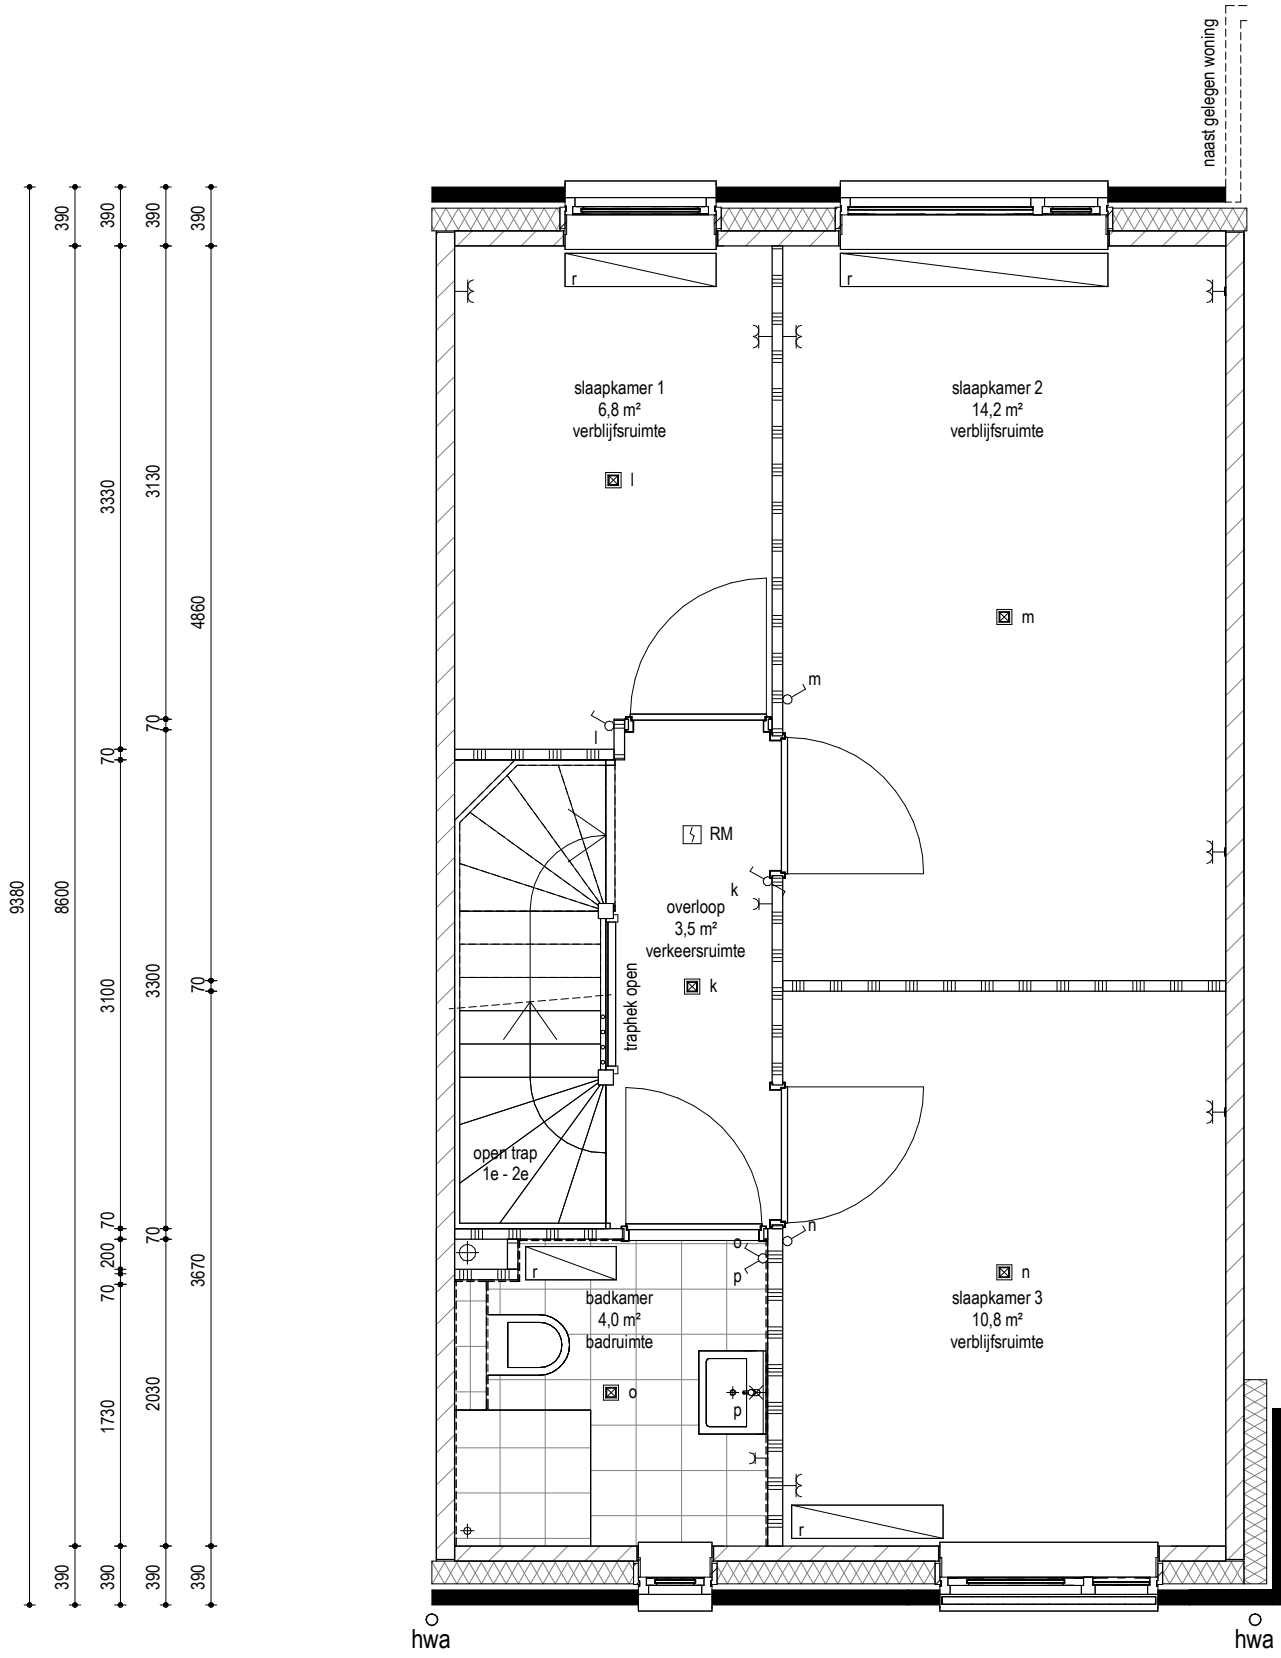 naast gelegen woning
390
390
390
390
r
r
slaapkamer 1
6,8 m²
verblijfsruimte
slaapkamer 2
14,2 m²
verblijfsruimte
l
3130
3330
4860
m
m
l
70
70
RM
k
overloop
3,5 m²
verkeersruimte
k
traphek open
9380
8600
3100
3300
70
open trap
1e - 2e
70
70
200
70
3670
n
o
p
r
n
badkamer
4,0 m²
badruimte
slaapkamer 3
10,8 m²
verblijfsruimte
o
p
1730
2030
r
390
390
390
390
hwa
hwa